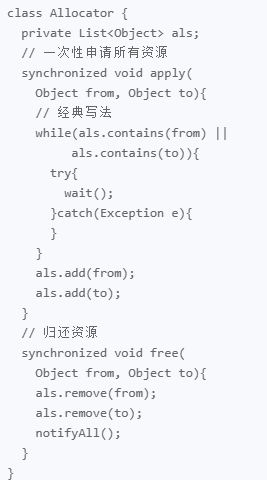 class Allocator {
  private List<Object> als;
  // 一次性申请所有资源
  synchronized void apply(
    Object from, Object to){
    // 经典写法
    while(als.contains(from) ||
         als.contains(to)){
      try{
        wait();
      }catch(Exception e){
      }
    }
    als.add(from);
    als.add(to);
  }
  // 归还资源
  synchronized void free(
    Object from, Object to){
    als.remove(from);
    als.remove(to);
    notifyAll();
  }
}